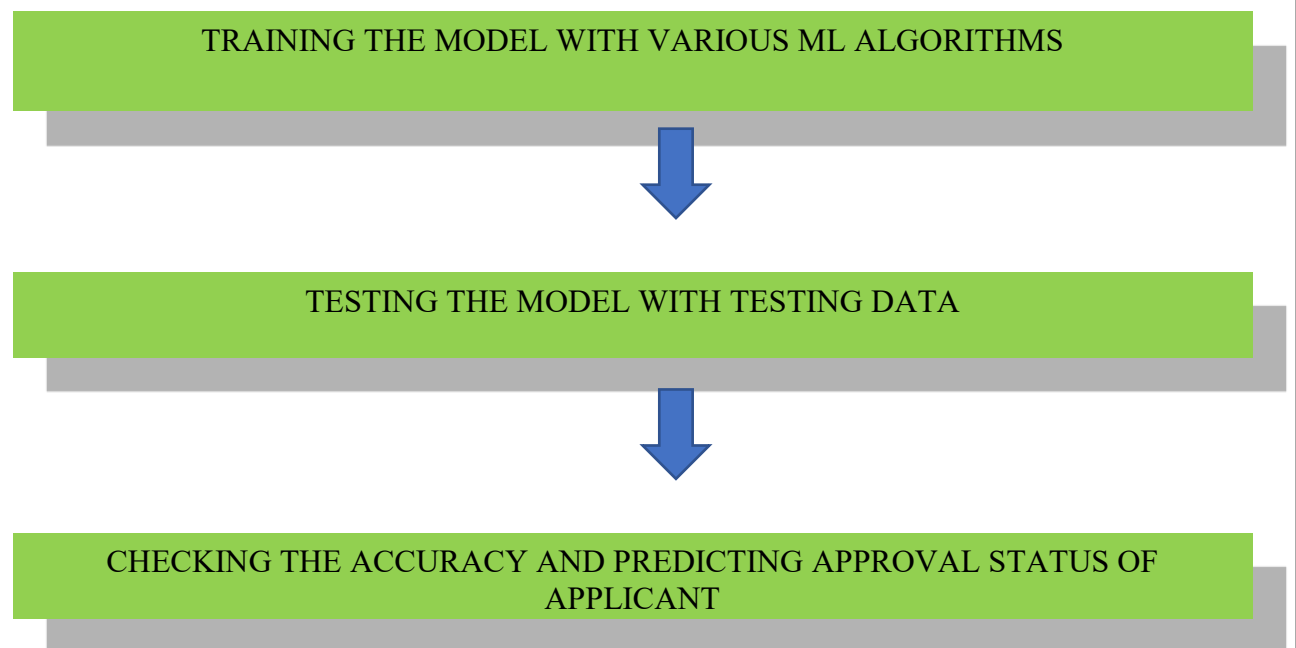 TRAINING THE MODEL WITH VARIOUS ML ALGORITHMS
TESTING THE MODEL WITH TESTING DATA
CHECKING THE ACCURACY AND PREDICTING APPROVAL STATUS OF
APPLICANT